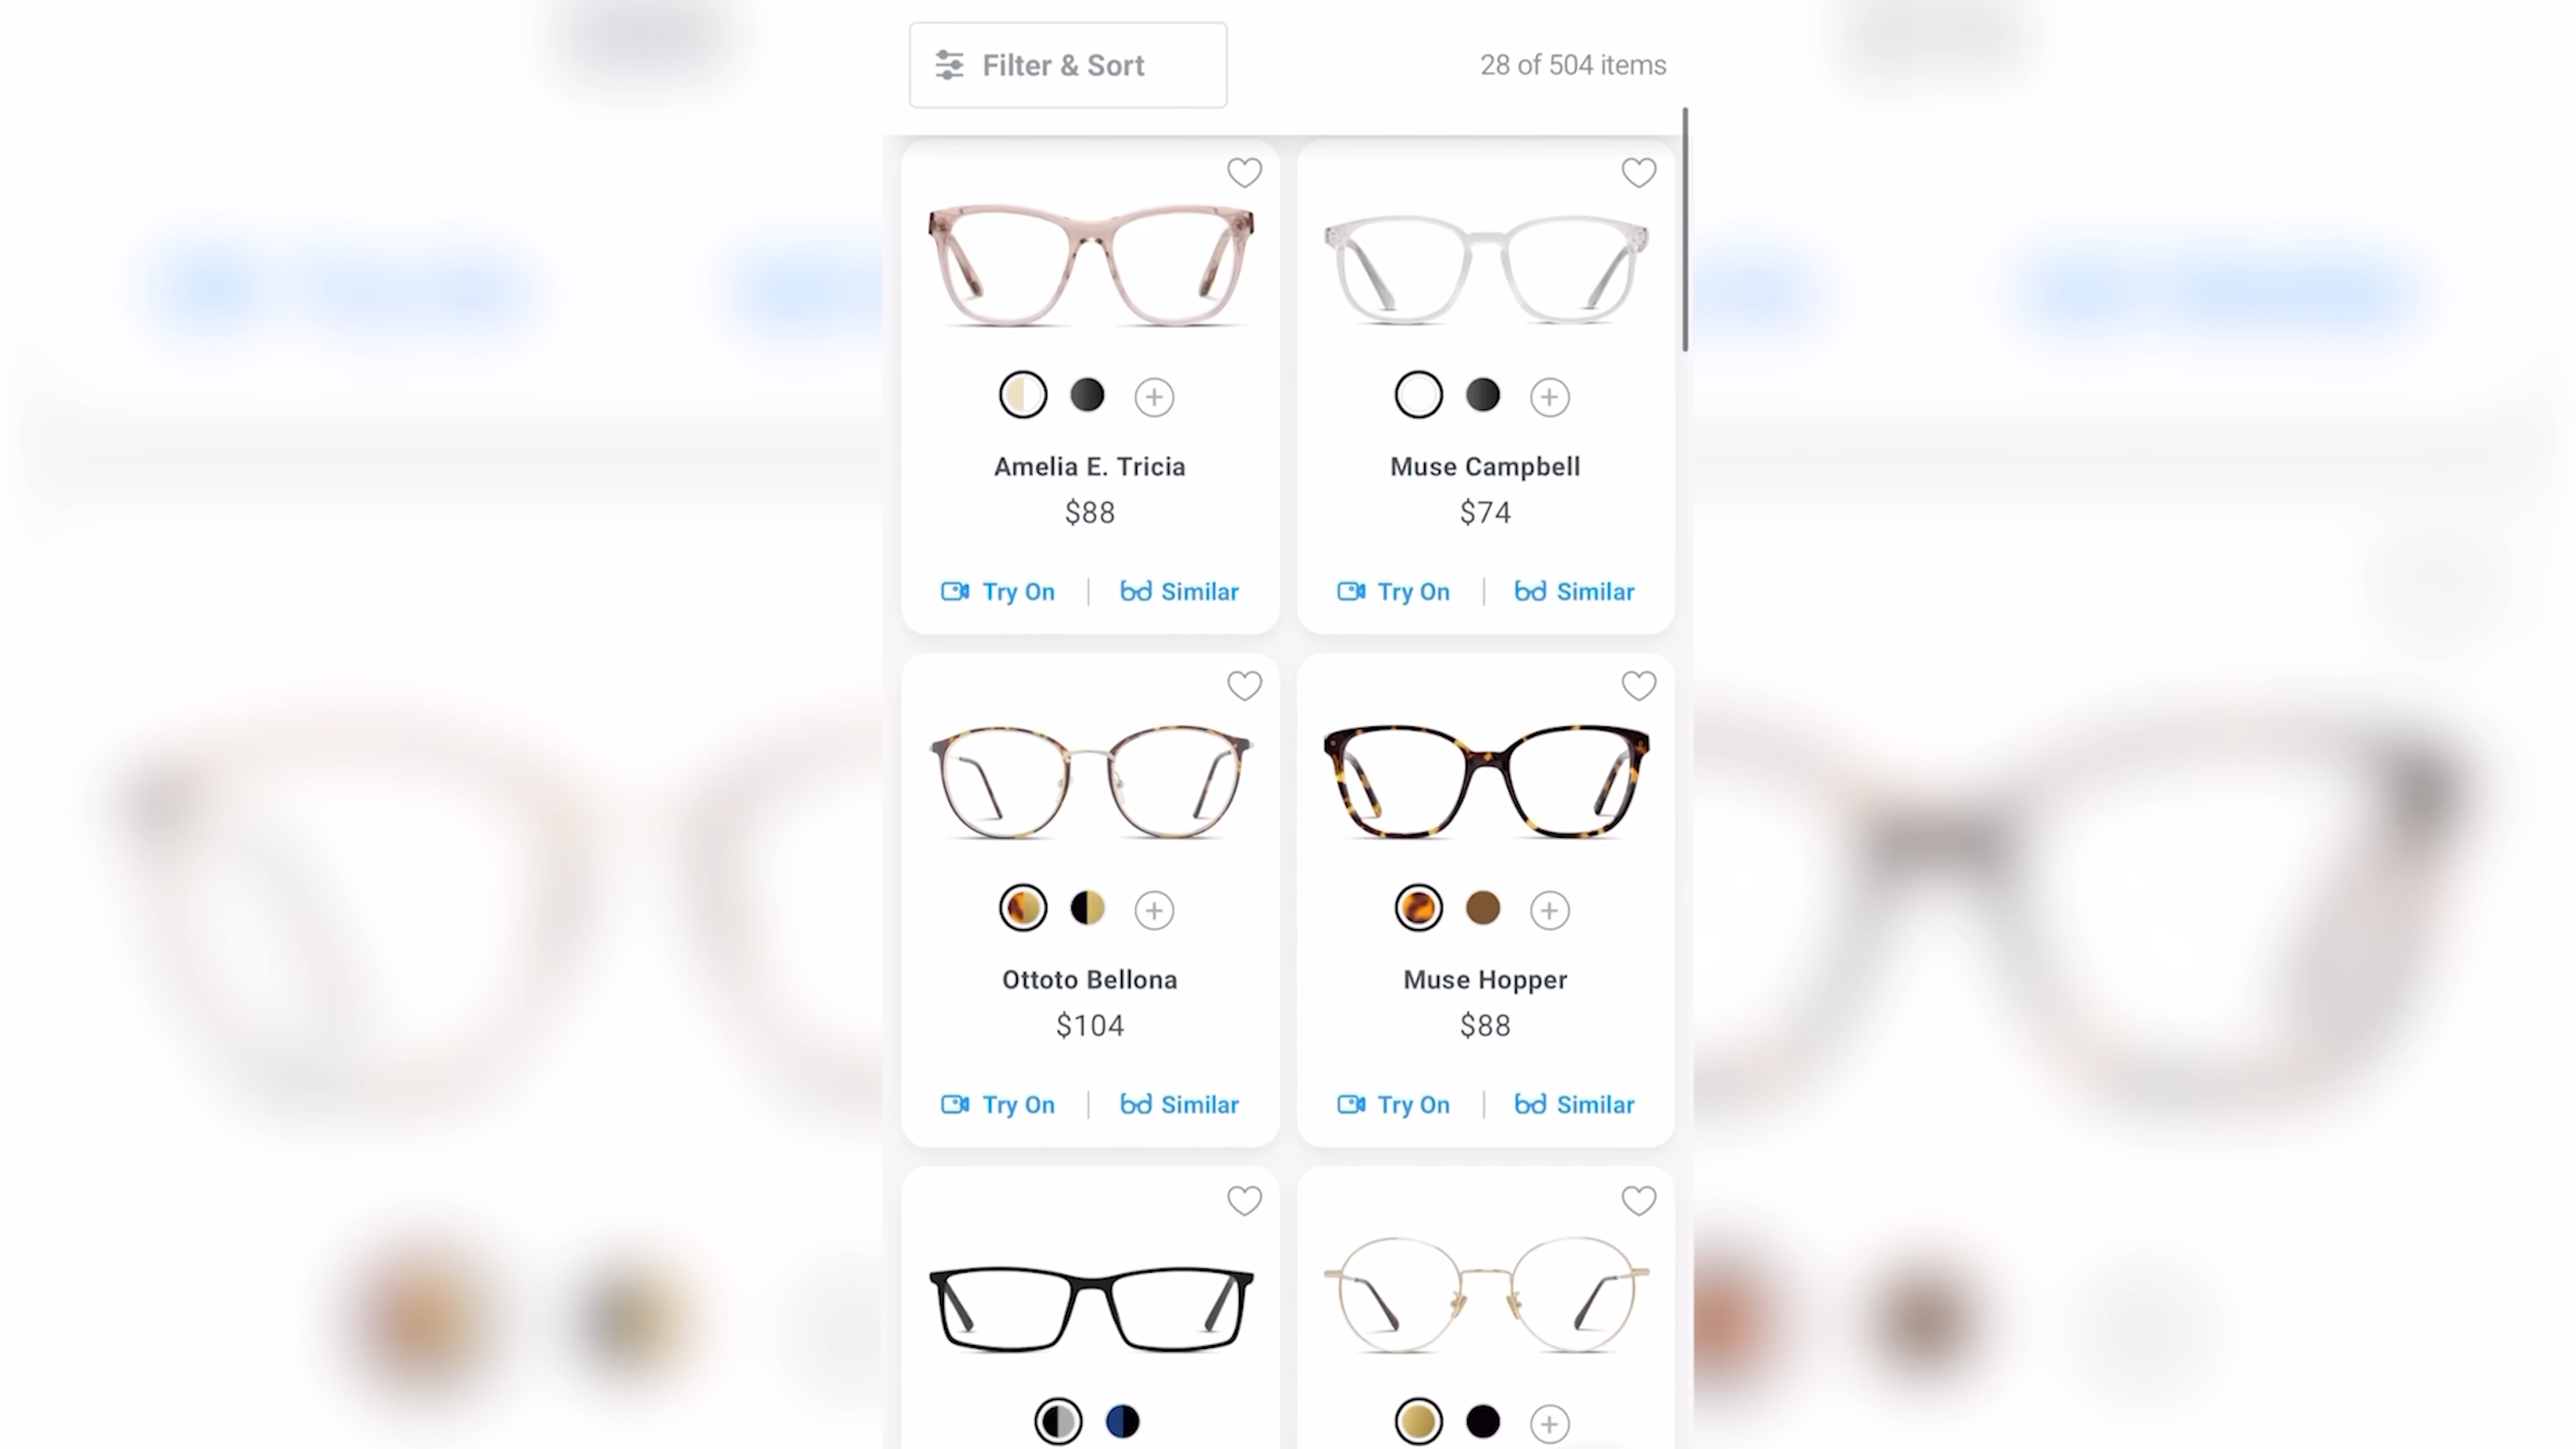 Filter & Sort
28 of 504 items
Amelia E. Tricia
$88
Try On | Similar
Muse Campbell
$74
Try On | Similar
Ottoto Bellona
$104
Try On | Similar
Muse Hopper
$88
Try On | Similar